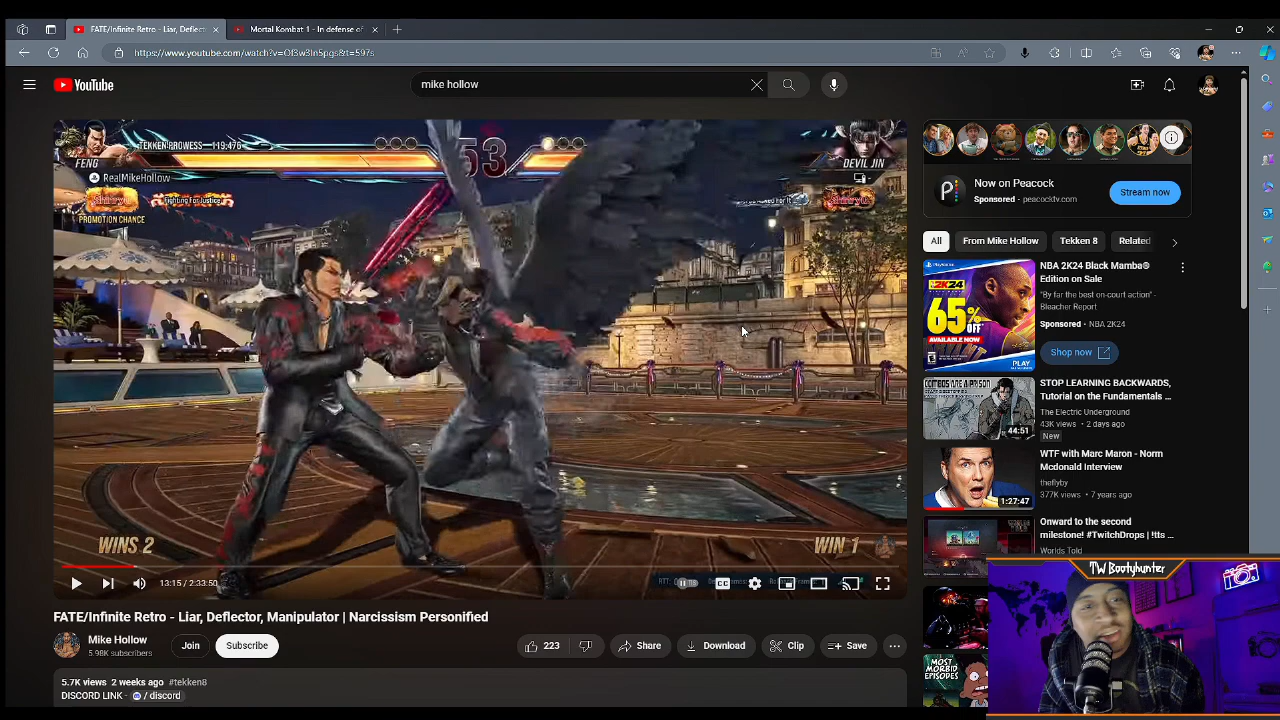 FATE/Infinite Retro - Liar, Deflect
Mortal Kombat 1 - In defense of
https://www.youtube.com/watch?v=Of3w3In5pgs&t=597s
YouTube
mike hollow
TEKKEN PROWESS 119,476
53
FENG
DEVIL JIN
RealMikeHollow
Fighting For Justice
PROMOTION CHANCE
WINS 2
WIN 1
13:15 / 2:33:50
CC
FATE/Infinite Retro - Liar, Deflector, Manipulator | Narcissism Personified
Mike Hollow
5.98K subscribers
Join
Subscribe
223
Share
Download
Clip
Save
5.7K views 2 weeks ago #tekken8
DISCORD LINK - / discord
Now on Peacock
Sponsored · peacocktv.com
Stream now
All
From Mike Hollow
Tekken 8
Related
2K24
65%
OFF
AVAILABLE NOW
PLAY
NBA 2K24 Black Mamba®
Edition on Sale
"By far the best on-court action" -
Bleacher Report
Sponsored · NBA 2K24
Shop now
COMBOS ARE A PRISON
44:51
STOP LEARNING BACKWARDS,
Tutorial on the Fundamentals ...
The Electric Underground
43K views · 2 days ago
New
1:27:47
WTF with Marc Maron - Norm
Mcdonald Interview
theflyby
377K views · 7 years ago
Onward to the second
milestone! #TwitchDrops | !tts ...
Worlds Told
MOST
MORBID
EPISODES
TW Bootyhunter